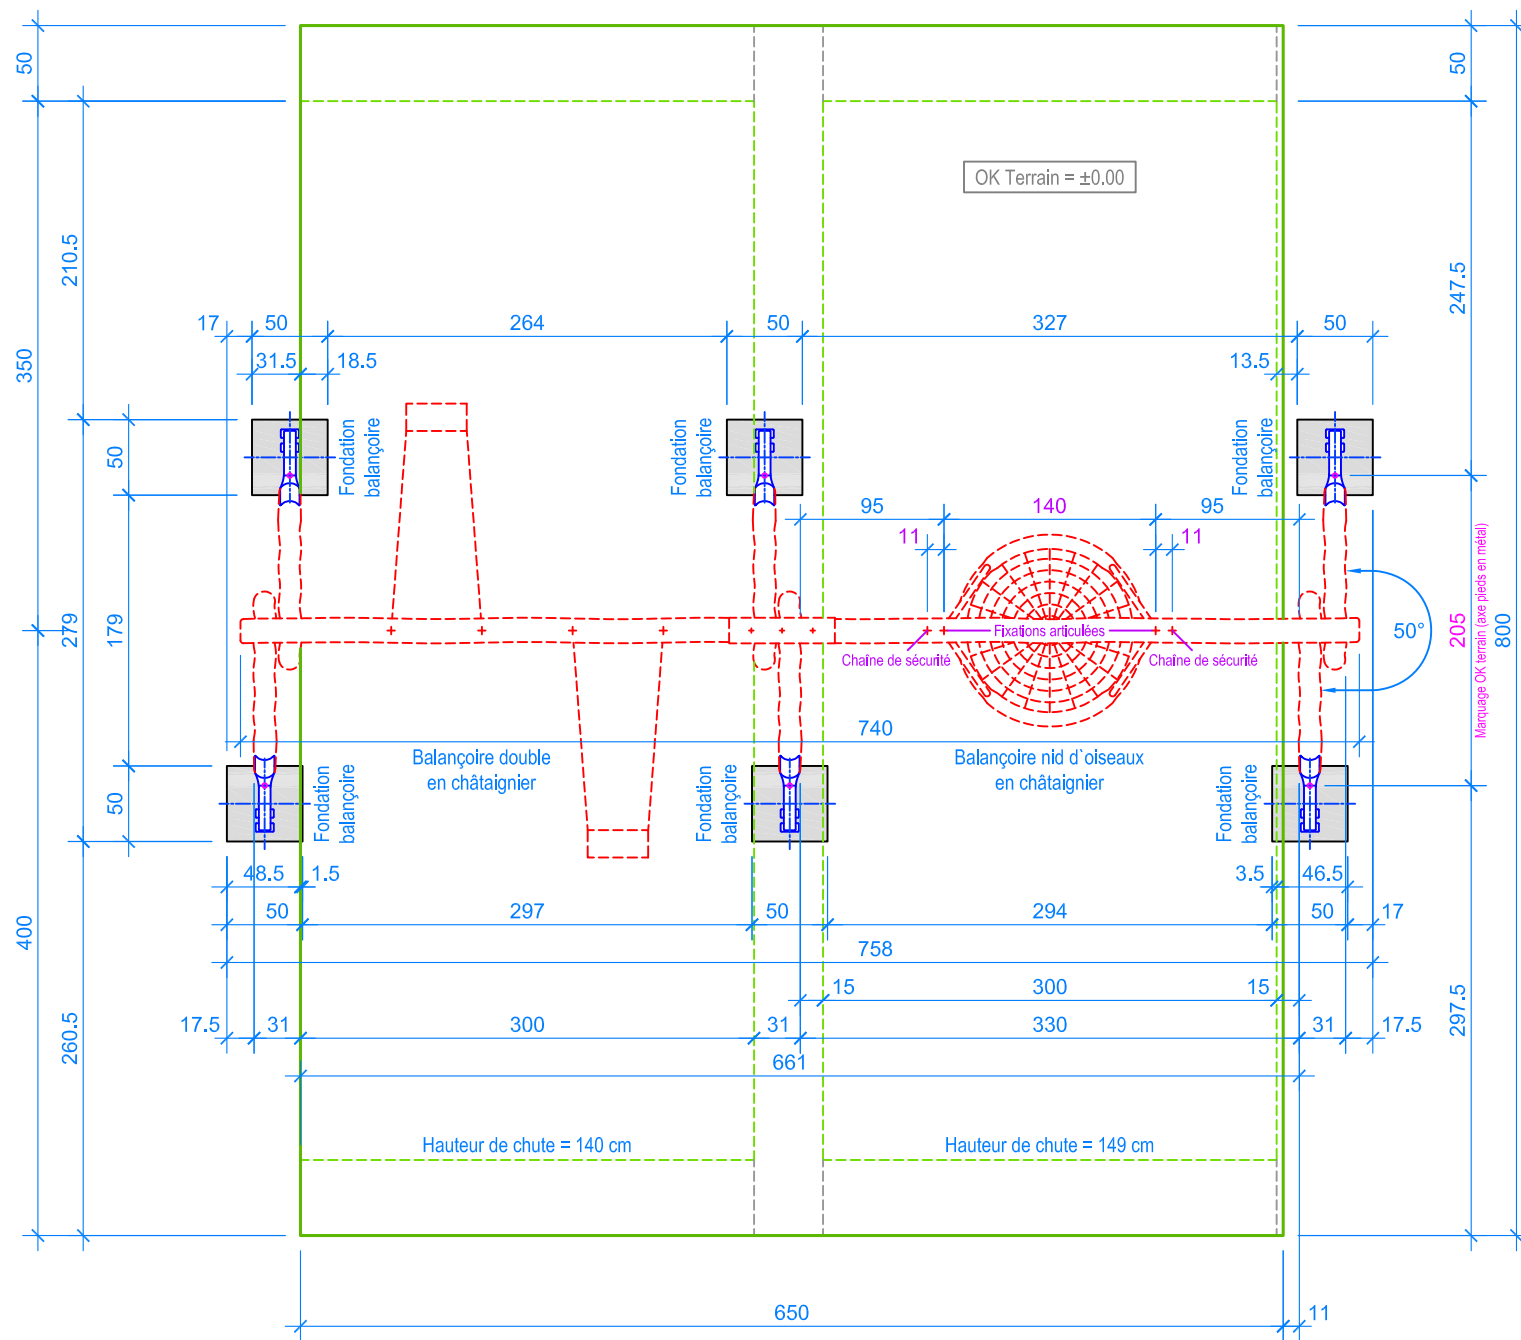 50
50
OK Terrain = ±0.00
210.5
247.5
17
50
264
50
327
50
350
31.5
18.5
13.5
Fondation
balançoire
Fondation
balançoire
Fondation
balançoire
50
95
140
95
11
11
279
179
Fixations articulées
Chaîne de sécurité
Chaîne de sécurité
50°
205
Marquage OK terrain (axe pieds en métal)
800
740
Balançoire double
en châtaignier
Balançoire nid d`oiseaux
en châtaignier
50
Fondation
balançoire
Fondation
balançoire
Fondation
balançoire
48.5
1.5
3.5
46.5
400
50
297
50
294
50
17
758
15
300
15
260.5
297.5
17.5
31
300
31
330
31
17.5
661
Hauteur de chute = 140 cm
Hauteur de chute = 149 cm
650
11